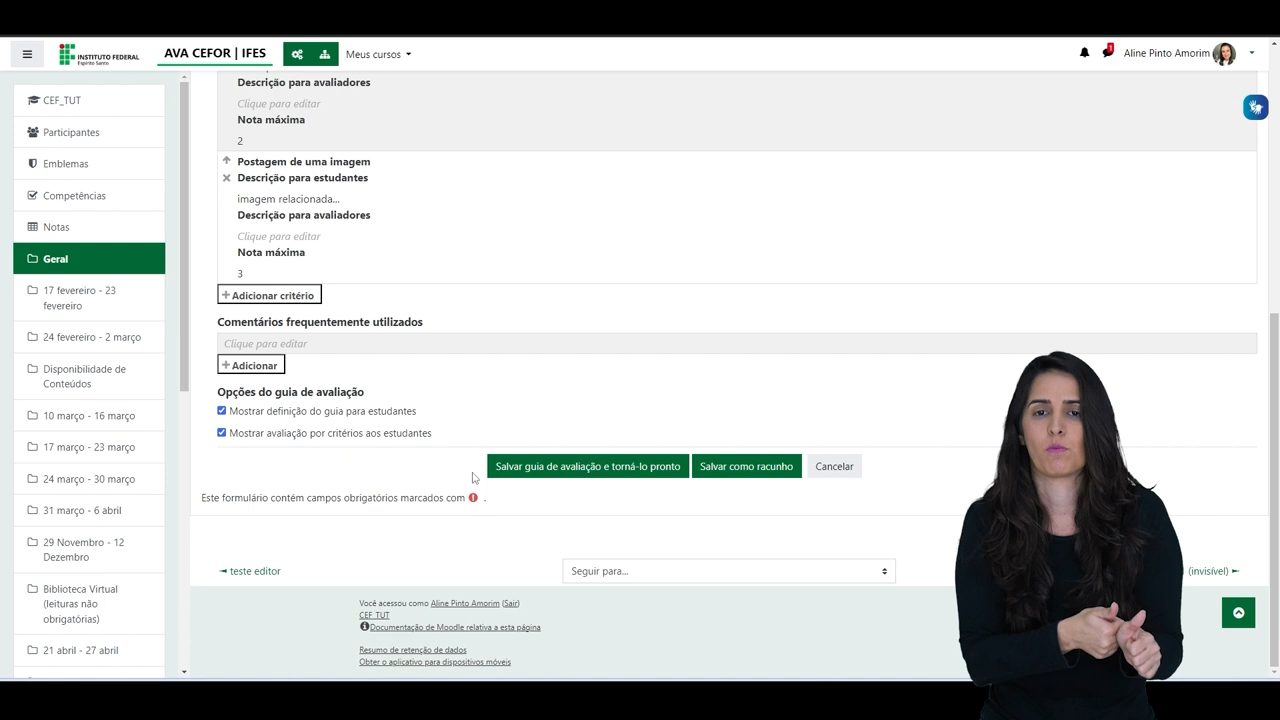 INSTITUTO FEDERAL
Espírito Santo
AVA CEFOR | IFES
Meus cursos
1
Aline Pinto Amorim
CEF_TUT
Participantes
Emblemas
Competências
Notas
Geral
17 fevereiro - 23
fevereiro
24 fevereiro - 2 março
Disponibilidade de
Conteúdos
10 março - 16 março
17 março - 23 março
24 março - 30 março
31 março - 6 abril
29 Novembro - 12
Dezembro
Biblioteca Virtual
(leituras não
obrigatórias)
21 abril - 27 abril
Descrição para avaliadores
Clique para editar
Nota máxima
2
Postagem de uma imagem
Descrição para estudantes
imagem relacionada...
Descrição para avaliadores
Clique para editar
Nota máxima
3
+Adicionar critério
Comentários frequentemente utilizados
Clique para editar
+Adicionar
Opções do guia de avaliação
Mostrar definição do guia para estudantes
Mostrar avaliação por critérios aos estudantes
Salvar guia de avaliação e torná-lo pronto
Salvar como racunho
Cancelar
Este formulário contém campos obrigatórios marcados com .
◄ teste editor
Seguir para...
(invisível) ►
Você acessou como Aline Pinto Amorim (Sair)
CEF_TUT
Documentação de Moodle relativa a esta página
Resumo de retenção de dados
Obter o aplicativo para dispositivos móveis